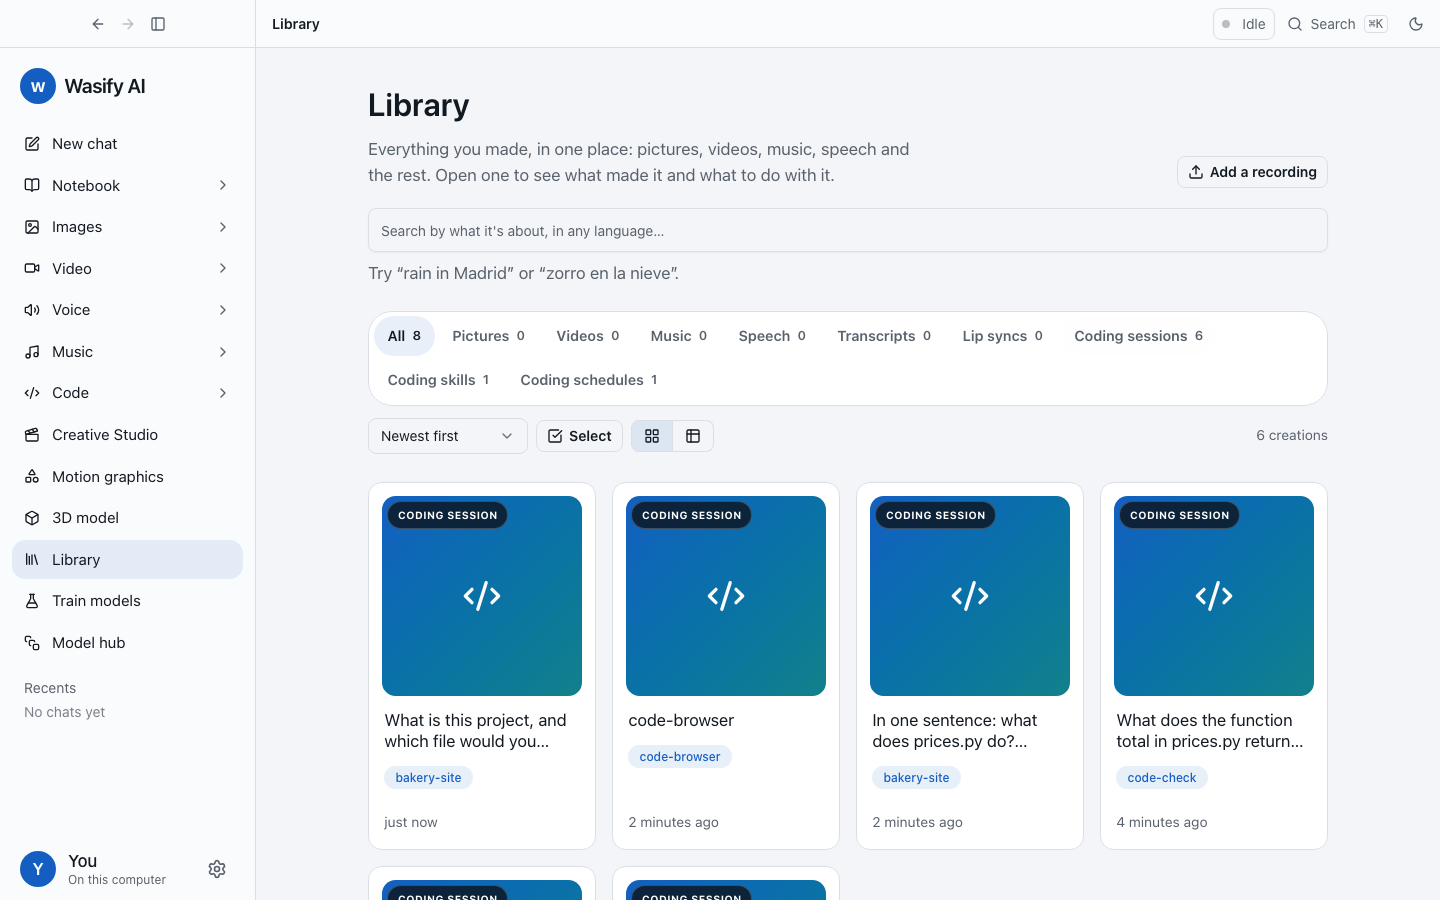 Library
Idle
Search ⌘K
W Wasify AI
New chat
Notebook
Images
Video
Voice
Music
Code
Creative Studio
Motion graphics
3D model
Library
Train models
Model hub
Recents
No chats yet
Y You
On this computer
Library
Everything you made, in one place: pictures, videos, music, speech and
the rest. Open one to see what made it and what to do with it.
Add a recording
Search by what it's about, in any language...
Try “rain in Madrid” or “zorro en la nieve”.
All 8 Pictures 0 Videos 0 Music 0 Speech 0 Transcripts 0 Lip syncs 0 Coding sessions 6
Coding skills 1 Coding schedules 1
Newest first
Select
6 creations
CODING SESSION
What is this project, and
which file would you...
bakery-site
just now
CODING SESSION
code-browser
code-browser
2 minutes ago
CODING SESSION
In one sentence: what
does prices.py do?...
bakery-site
2 minutes ago
CODING SESSION
What does the function
total in prices.py return...
code-check
4 minutes ago
CODING SESSION
CODING SESSION